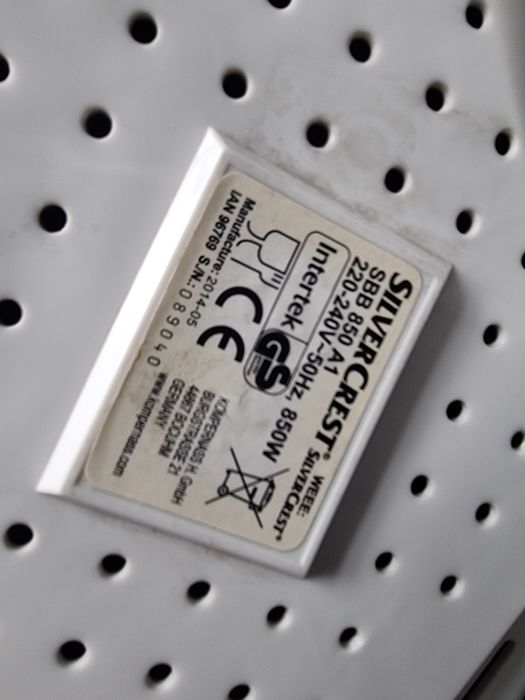 SILVERCREST®
SBB 850 A1
220-240V~50Hz, 850W
WEEE: SILVERCREST®
Intertek GS
CE
Manufacture: 2014-05
IAN 96769 S/N.: 089040
KOMPERNASS H. GmbH
BURGSTRASSE 21
44867 BOCHUM
GERMANY
www.kompernass.com